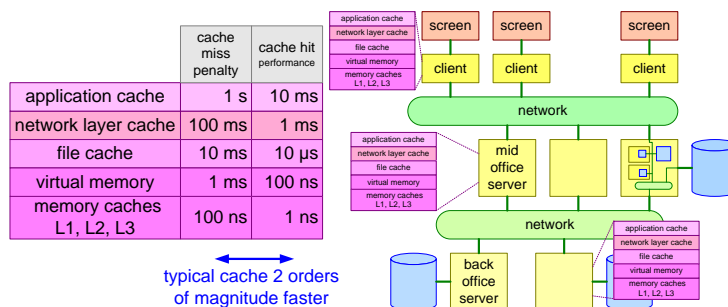 cache miss penalty
cache hit performance
application cache 1 s 10 ms
network layer cache 100 ms 1 ms
file cache 10 ms 10 µs
virtual memory 1 ms 100 ns
memory caches L1, L2, L3 100 ns 1 ns
typical cache 2 orders
of magnitude faster
screen screen screen
application cache
network layer cache
file cache
virtual memory
memory caches
L1, L2, L3
client client client
network
application cache
network layer cache
file cache
virtual memory
memory caches
L1, L2, L3
mid
office
server
network
application cache
network layer cache
file cache
virtual memory
memory caches
L1, L2, L3
back
office
server